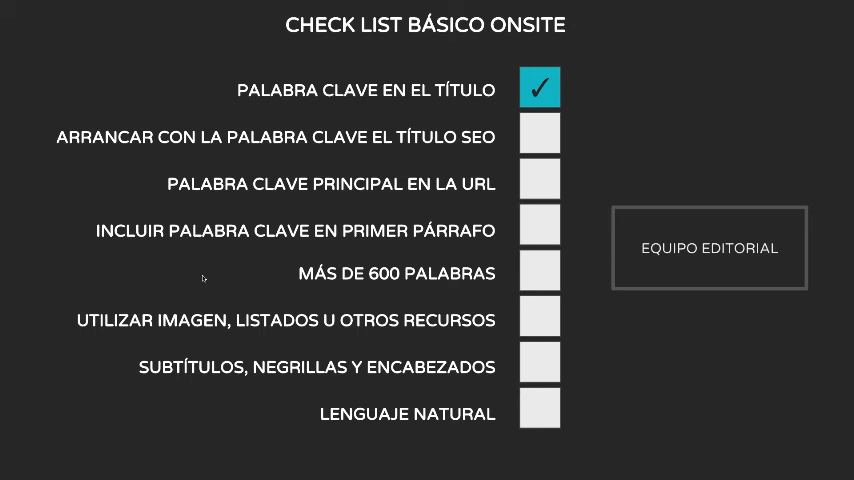 CHECK LIST BÁSICO ONSITE
PALABRA CLAVE EN EL TÍTULO ✓
ARRANCAR CON LA PALABRA CLAVE EL TÍTULO SEO
PALABRA CLAVE PRINCIPAL EN LA URL
INCLUIR PALABRA CLAVE EN PRIMER PÁRRAFO
EQUIPO EDITORIAL
MÁS DE 600 PALABRAS
UTILIZAR IMAGEN, LISTADOS U OTROS RECURSOS
SUBTÍTULOS, NEGRILLAS Y ENCABEZADOS
LENGUAJE NATURAL